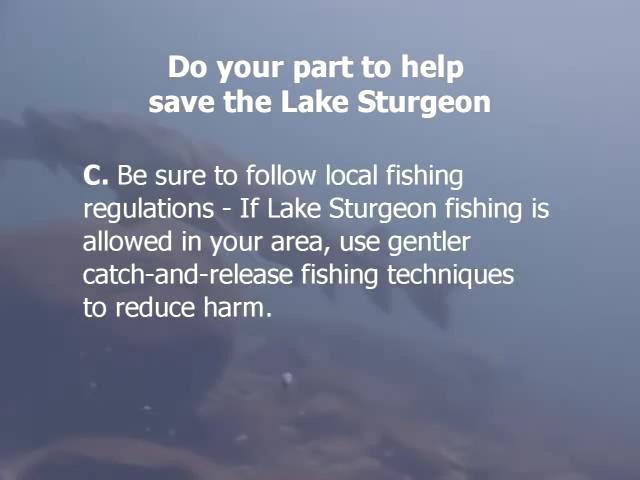 Do your part to help
save the Lake Sturgeon
C. Be sure to follow local fishing
regulations - If Lake Sturgeon fishing is
allowed in your area, use gentler
catch-and-release fishing techniques
to reduce harm.